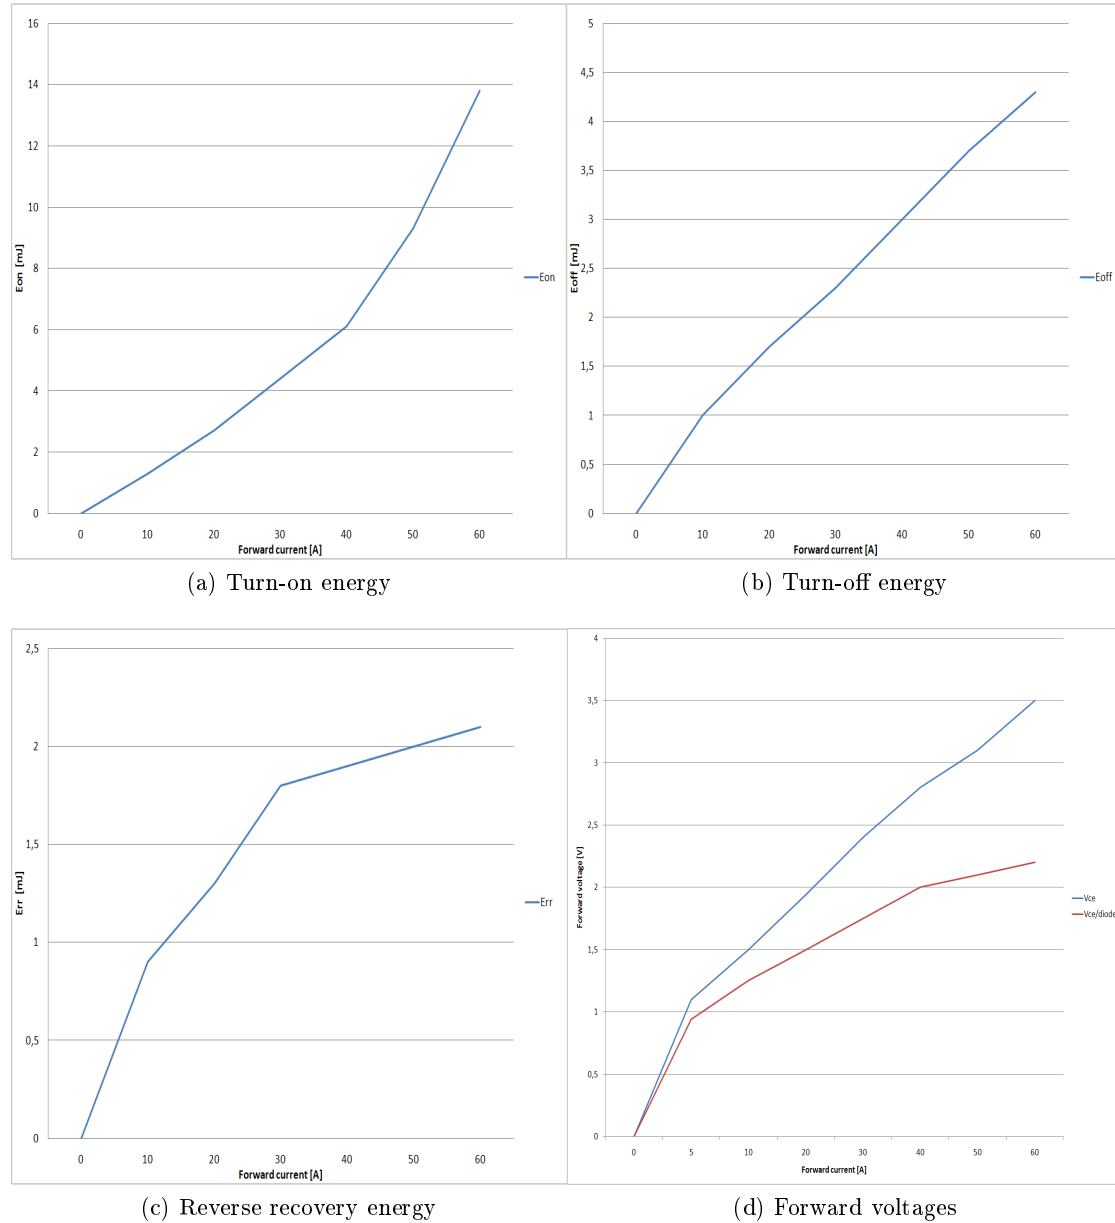 16
14
12
10
8
6
4
2
0
Eon [mJ]
0 10 20 30 40 50 60
Forward current [A]
Eon
(a) Turn-on energy
5
4,5
4
3,5
3
2,5
2
1,5
1
0,5
0
Eoff [mJ]
0 10 20 30 40 50 60
Forward current [A]
Eoff
(b) Turn-off energy
2,5
2
1,5
1
0,5
0
Err [mJ]
0 10 20 30 40 50 60
Forward current [A]
Err
(c) Reverse recovery energy
4
3,5
3
2,5
2
1,5
1
0,5
0
Forward voltage [V]
0 5 10 20 30 40 50 60
Forward current [A]
Vce
Vce/diode
(d) Forward voltages